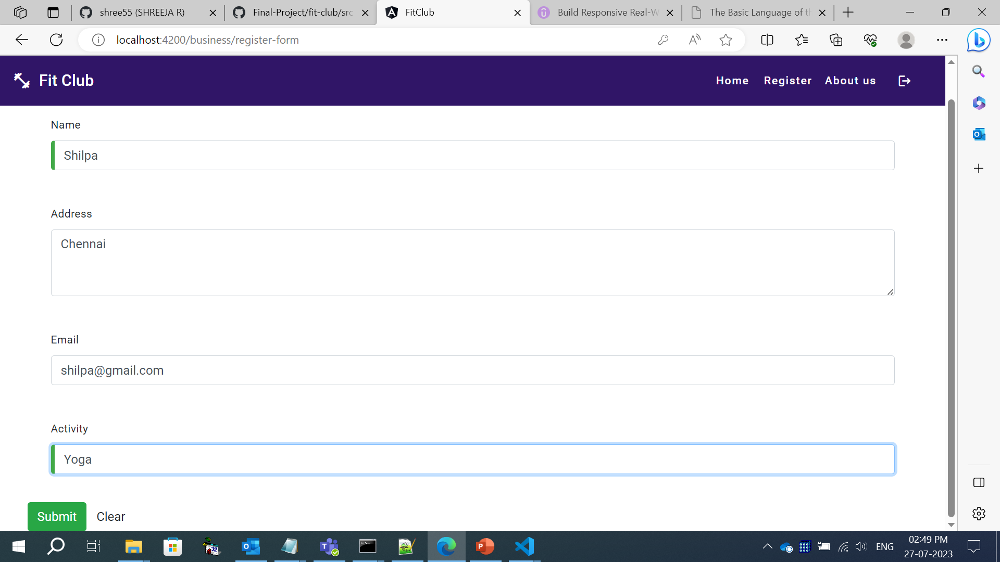 shree55 (SHREEJA R)
Final-Project/fit-club/src
FitClub
Build Responsive Real-W
The Basic Language of th
localhost:4200/business/register-form
Fit Club
Home
Register
About us
Name
Shilpa
Address
Chennai
Email
shilpa@gmail.com
Activity
Yoga
Submit
Clear
ENG
02:49 PM
27-07-2023